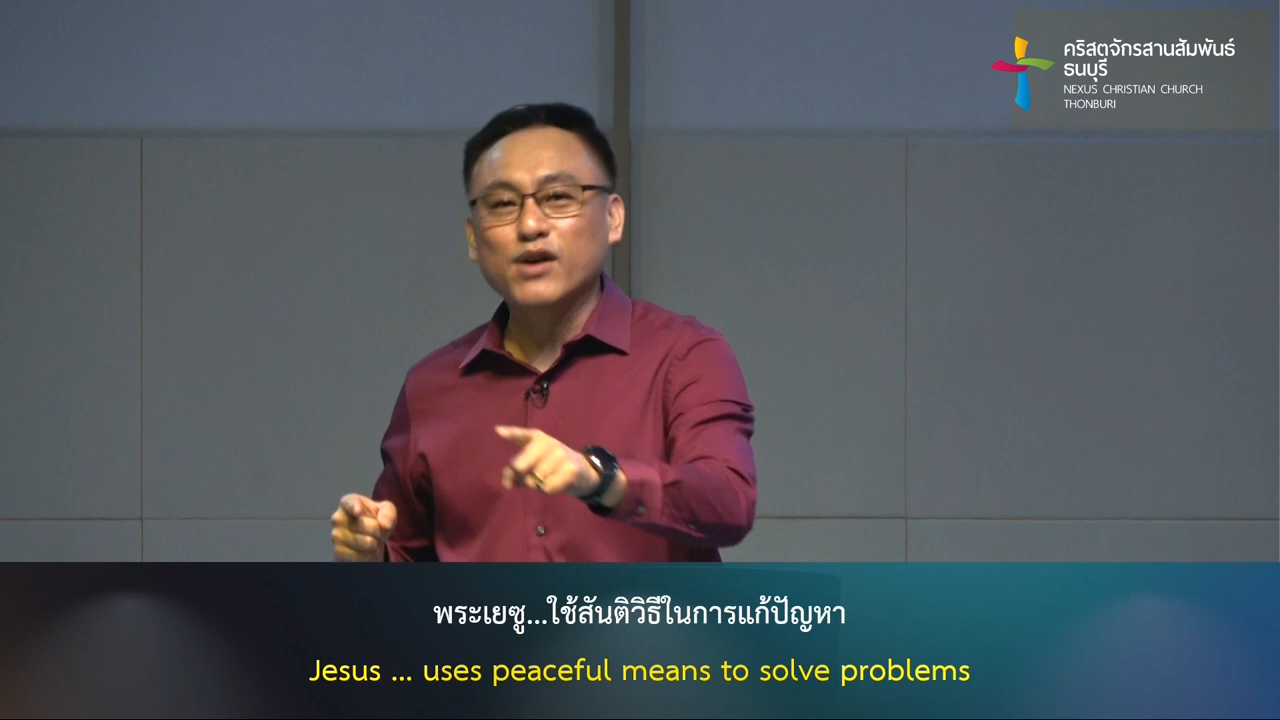 คริสตจักรสานสัมพันธ์
ธนบุรี
NEXUS CHRISTIAN CHURCH
THONBURI
พระเยซู...ใช้สันติวิธีในการแก้ปัญหา
Jesus ... uses peaceful means to solve problems